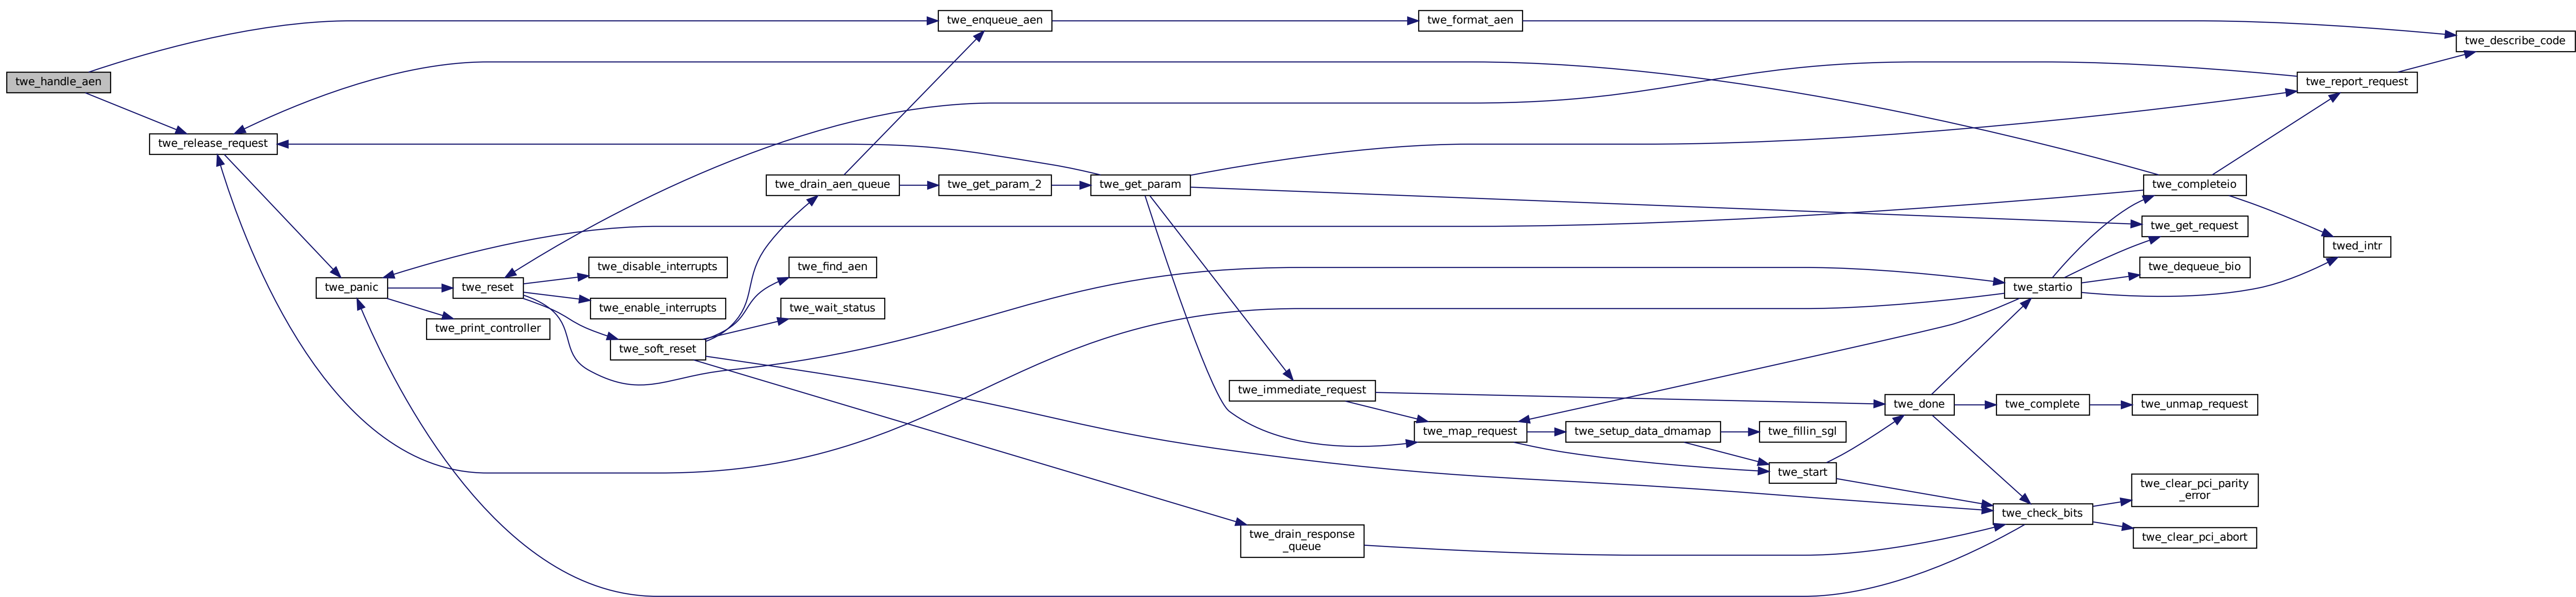 twe_enqueue_aen
twe_format_aen
twe_describe_code
twe_handle_aen
twe_report_request
twe_release_request
twe_drain_aen_queue
twe_get_param_2
twe_get_param
twe_completeio
twe_get_request
twed_intr
twe_disable_interrupts
twe_find_aen
twe_dequeue_bio
twe_panic
twe_reset
twe_startio
twe_enable_interrupts
twe_wait_status
twe_print_controller
twe_soft_reset
twe_immediate_request
twe_done
twe_complete
twe_unmap_request
twe_map_request
twe_setup_data_dmamap
twe_fillin_sgl
twe_start
twe_clear_pci_parity
_error
twe_check_bits
twe_drain_response
_queue
twe_clear_pci_abort